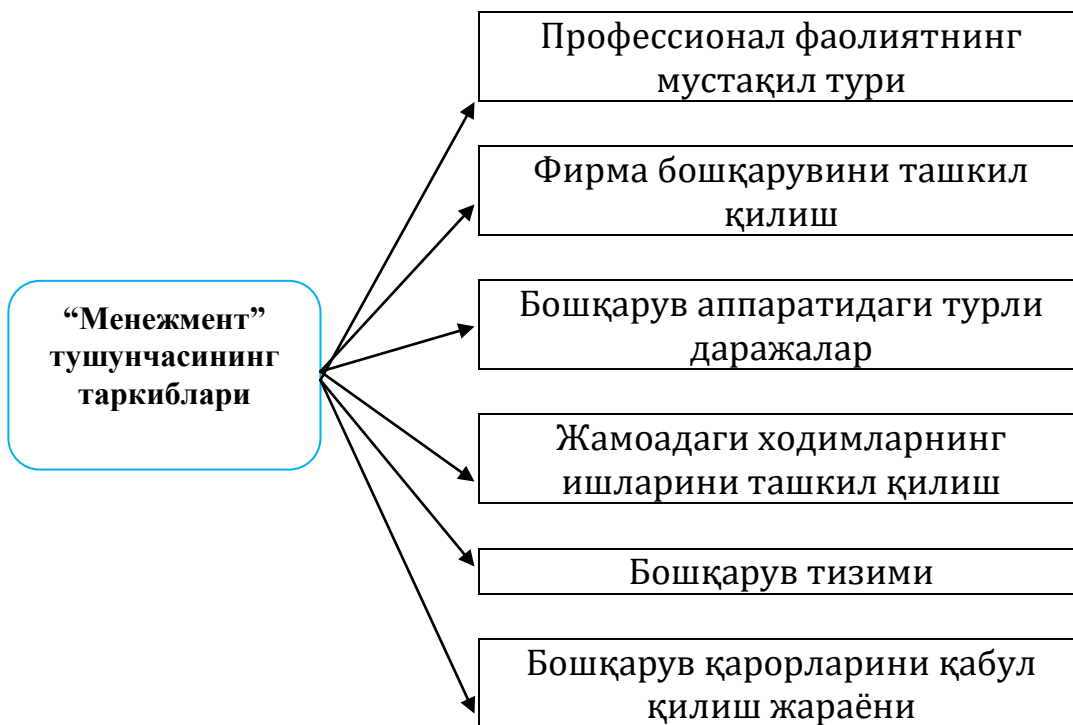 “Менежмент”
тушунчасининг
таркиблари
Профессионал фаолиятнинг
мустақил тури
Фирма бошқарувини ташкил
қилиш
Бошқарув аппаратидаги турли
даражалар
Жамоадаги ходимларнинг
ишларини ташкил қилиш
Бошқарув тизими
Бошқарув қарорларини қабул
қилиш жараёни